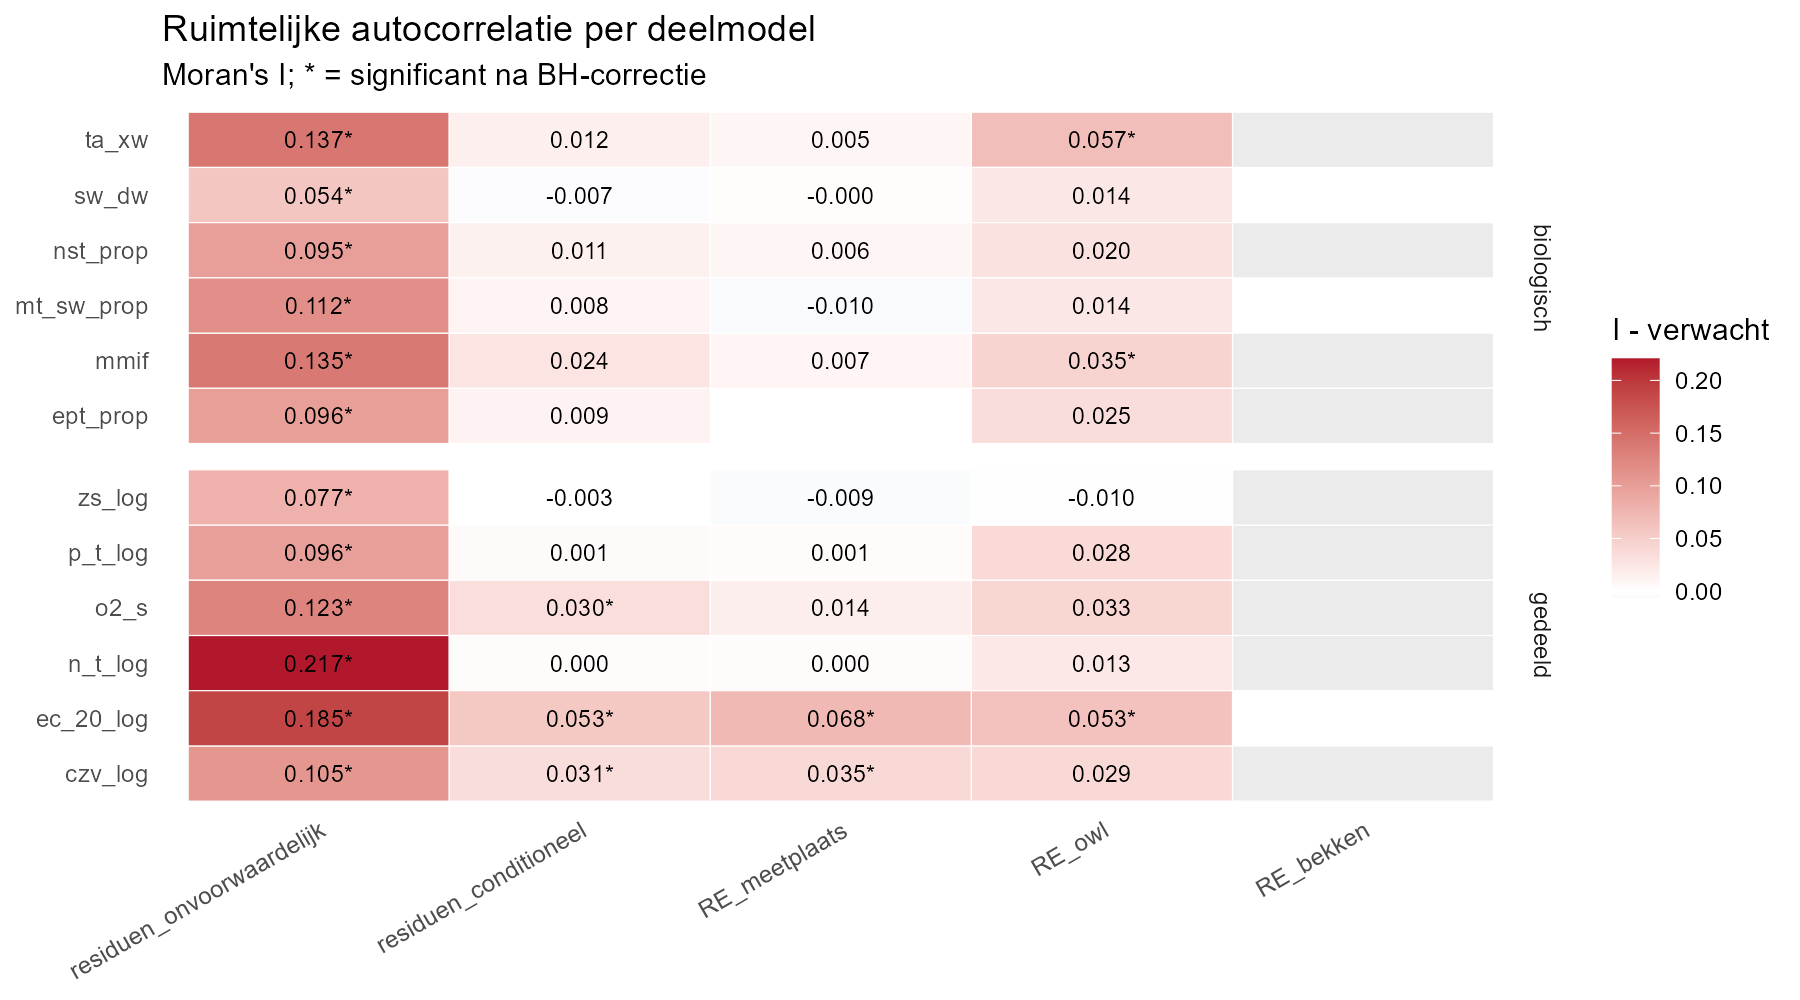 Ruimtelijke autocorrelatie per deelmodel
Moran's I; * = significant na BH-correctie
ta_xw 0.137* 0.012 0.005 0.057*
sw_dw 0.054* -0.007 -0.000 0.014
nst_prop 0.095* 0.011 0.006 0.020
mt_sw_prop 0.112* 0.008 -0.010 0.014
mmif 0.135* 0.024 0.007 0.035*
ept_prop 0.096* 0.009 0.025
biologisch
zs_log 0.077* -0.003 -0.009 -0.010
p_t_log 0.096* 0.001 0.001 0.028
o2_s 0.123* 0.030* 0.014 0.033
n_t_log 0.217* 0.000 0.000 0.013
ec_20_log 0.185* 0.053* 0.068* 0.053*
czv_log 0.105* 0.031* 0.035* 0.029
gedeeld
residuen_onvoorwaardelijk
residuen_conditioneel
RE_meetplaats
RE_owl
RE_bekken
I - verwacht
0.20
0.15
0.10
0.05
0.00